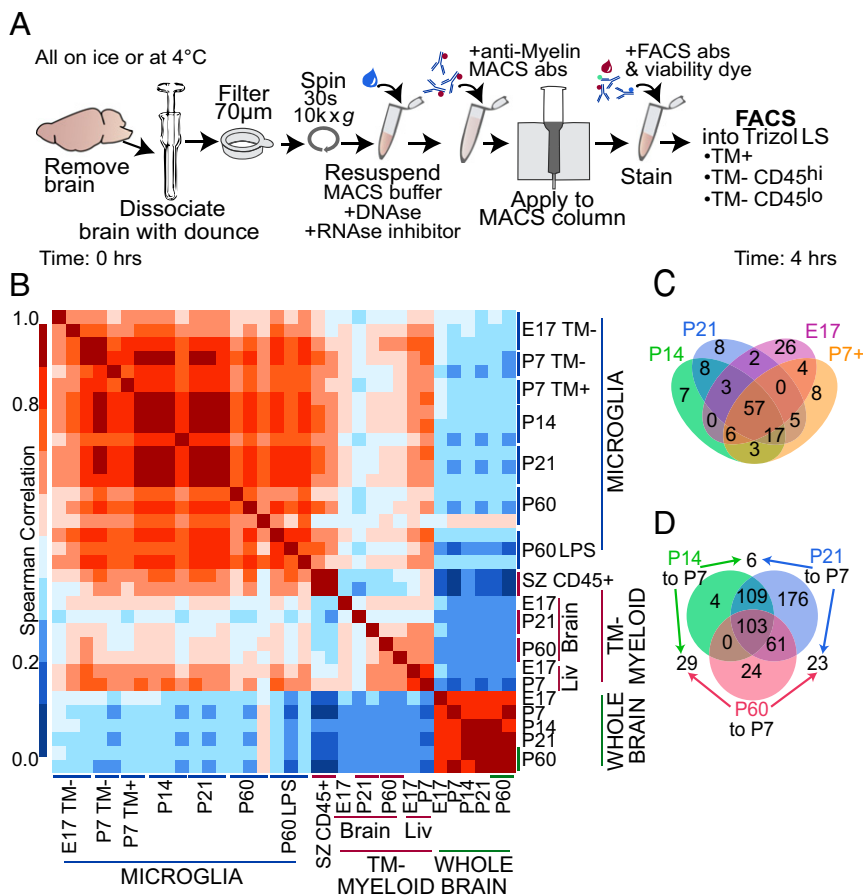 A
All on ice or at 4°C
Remove
brain
Dissociate
brain with dounce
Filter
70µm
Spin
30s
10k x g
Resuspend
MACS buffer
+DNAse
+RNAse inhibitor
+anti-Myelin
MACS abs
Apply to
MACS column
+FACS abs
& viability dye
Stain
FACS
into Trizol LS
•TM+
•TM- CD45hi
•TM- CD45lo
Time: 0 hrs
Time: 4 hrs
B
1.0
0.8
0.2
0.0
Spearman Correlation
E17 TM-
P7 TM-
P7 TM+
P14
P21
P60
P60 LPS
SZ CD45+
E17
P21
P60
E17
P7
E17
P7
P14
P21
P60
MICROGLIA
Brain
Liv
TM-
MYELOID
WHOLE
BRAIN
E17 TM-
P7 TM-
P7 TM+
P14
P21
P60
P60 LPS
SZ CD45+
E17
P21
P60
E17
P7
E17
P7
P14
P21
P60
Brain
Liv
MICROGLIA
TM-
MYELOID
WHOLE
BRAIN
C
P21
E17
P14
P7+
8
26
8
2
4
7
3
0
8
57
0
5
6
17
3
D
P14
to P7
6
P21
to P7
4
109
176
103
0
61
29
24
23
P60
to P7